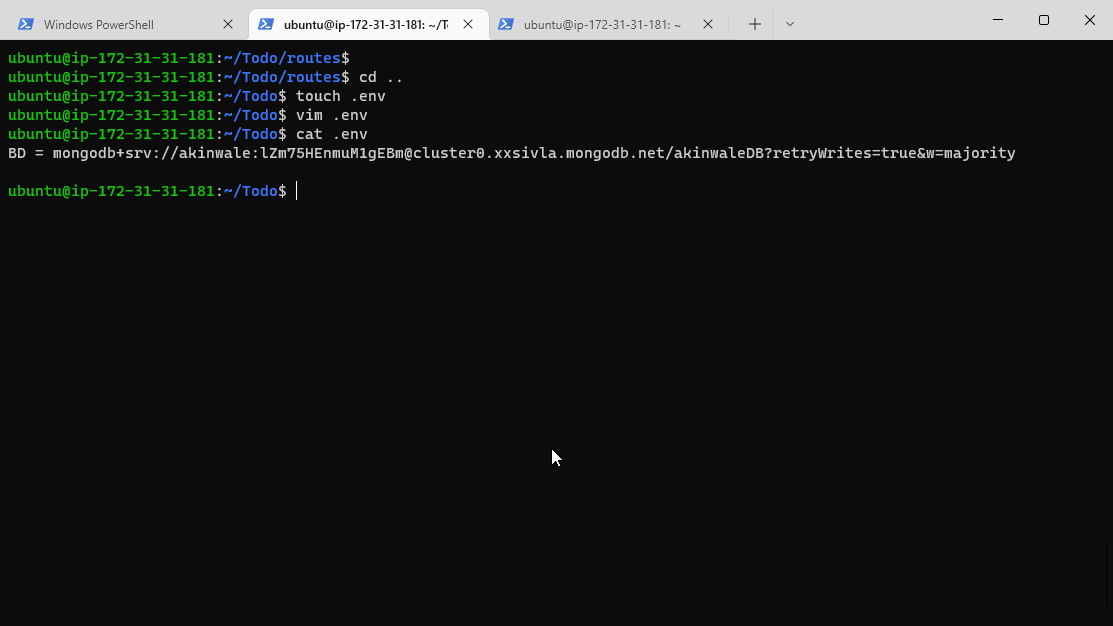 Windows PowerShell
ubuntu@ip-172-31-31-181: ~/T
ubuntu@ip-172-31-31-181: ~
ubuntu@ip-172-31-31-181:~/Todo/routes$
ubuntu@ip-172-31-31-181:~/Todo/routes$ cd ..
ubuntu@ip-172-31-31-181:~/Todo$ touch .env
ubuntu@ip-172-31-31-181:~/Todo$ vim .env
ubuntu@ip-172-31-31-181:~/Todo$ cat .env
BD = mongodb+srv://akinwale:lZm75HEnmuM1gEBm@cluster0.xxsivla.mongodb.net/akinwaleDB?retryWrites=true&w=majority
ubuntu@ip-172-31-31-181:~/Todo$